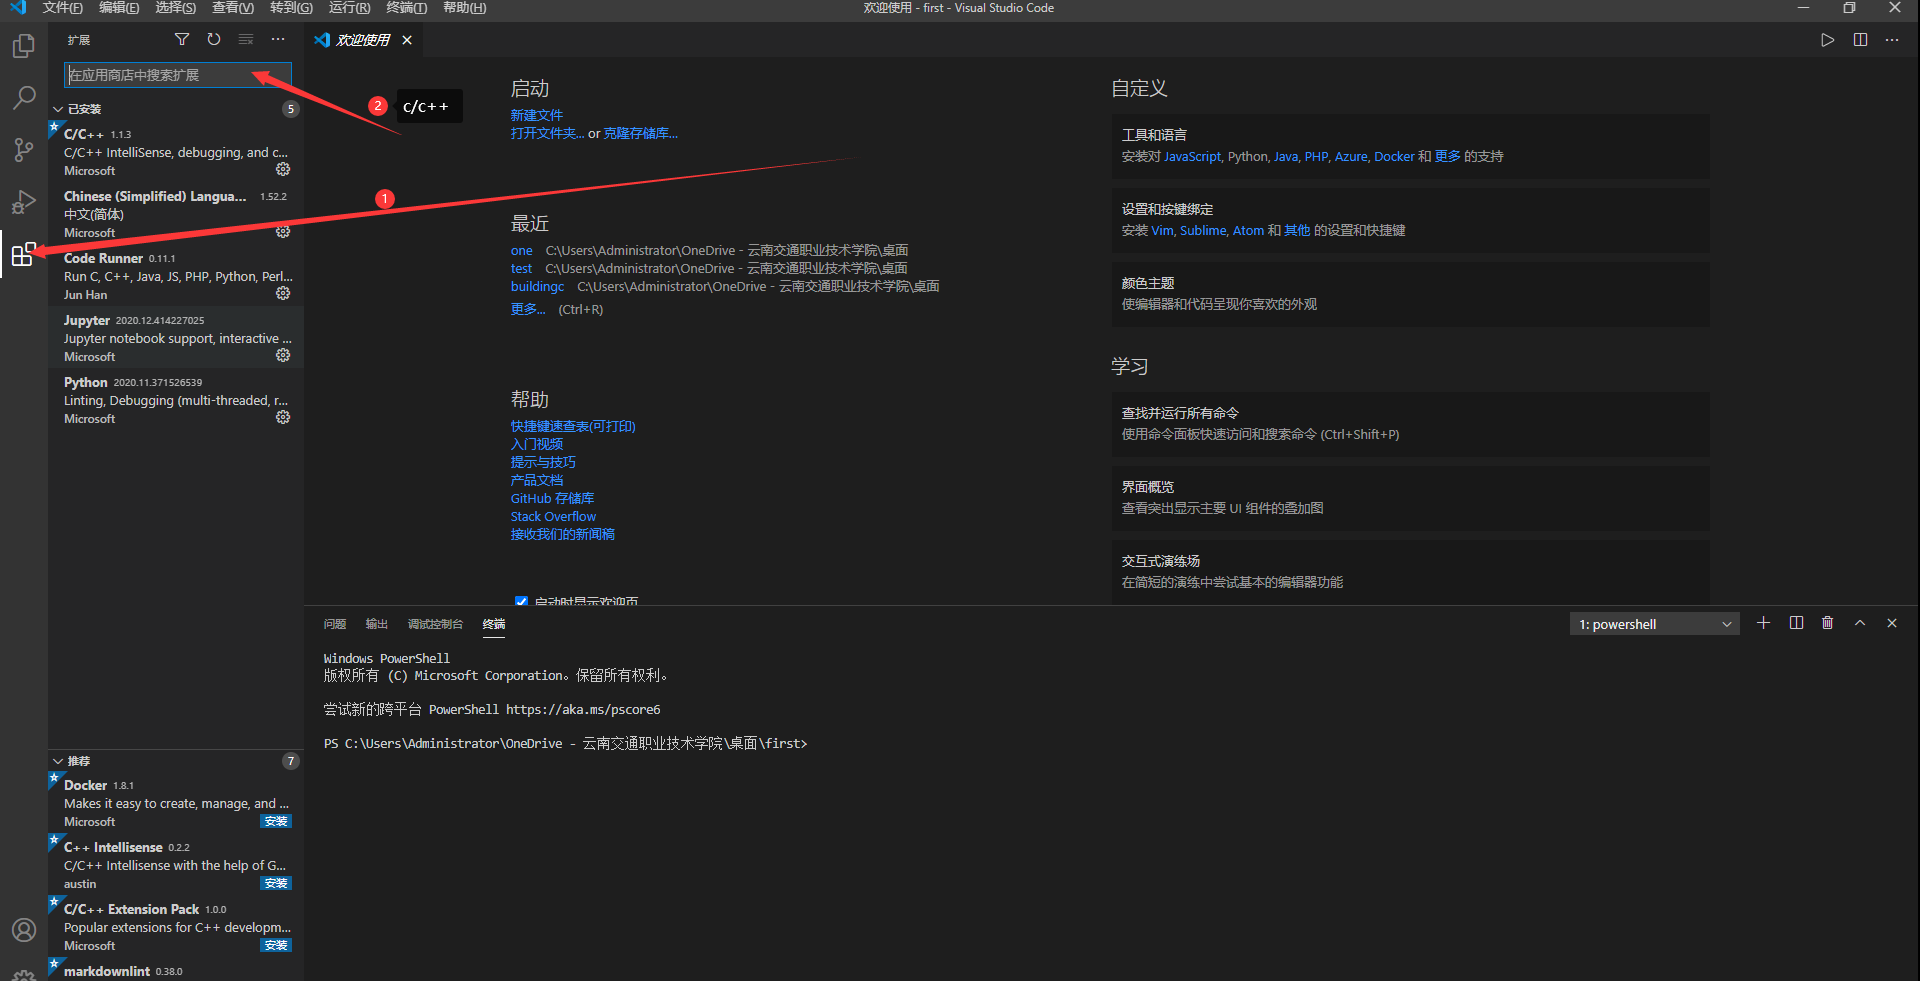 文件(F) 编辑(E) 选择(S) 查看(V) 转到(G) 运行(R) 终端(T) 帮助(H)
欢迎使用 - first - Visual Studio Code
扩展
欢迎使用
在应用商店中搜索扩展
2
c/c++
1
已安装
5
C/C++ 1.1.3
C/C++ IntelliSense, debugging, and c...
Microsoft
Chinese (Simplified) Langua... 1.52.2
中文(简体)
Microsoft
Code Runner 0.11.1
Run C, C++, Java, JS, PHP, Python, Perl...
Jun Han
Jupyter 2020.12.414227025
Jupyter notebook support, interactive ...
Microsoft
Python 2020.11.371526539
Linting, Debugging (multi-threaded, r...
Microsoft
推荐
7
Docker 1.8.1
Makes it easy to create, manage, and ...
Microsoft
安装
C++ Intellisense 0.2.2
C/C++ Intellisense with the help of G...
austin
安装
C/C++ Extension Pack 1.0.0
Popular extensions for C++ developm...
Microsoft
安装
markdownlint 0.38.0
启动
新建文件
打开文件夹... or 克隆存储库...
最近
one C:\Users\Administrator\OneDrive - 云南交通职业技术学院\桌面
test C:\Users\Administrator\OneDrive - 云南交通职业技术学院\桌面
buildingc C:\Users\Administrator\OneDrive - 云南交通职业技术学院\桌面
更多... (Ctrl+R)
帮助
快捷键速查表(可打印)
入门视频
提示与技巧
产品文档
GitHub 存储库
Stack Overflow
接收我们的新闻稿
启动时显示欢迎页
自定义
工具和语言
安装对 JavaScript, Python, Java, PHP, Azure, Docker 和 更多 的支持
设置和按键绑定
安装 Vim, Sublime, Atom 和 其他 的设置和快捷键
颜色主题
使编辑器和代码呈现你喜欢的外观
学习
查找并运行所有命令
使用命令面板快速访问和搜索命令 (Ctrl+Shift+P)
界面概览
查看突出显示主要 UI 组件的叠加图
交互式演练场
在简短的演练中尝试基本的编辑器功能
问题 输出 调试控制台 终端
1: powershell
Windows PowerShell
版权所有 (C) Microsoft Corporation。保留所有权利。
尝试新的跨平台 PowerShell https://aka.ms/pscore6
PS C:\Users\Administrator\OneDrive - 云南交通职业技术学院\桌面\first>